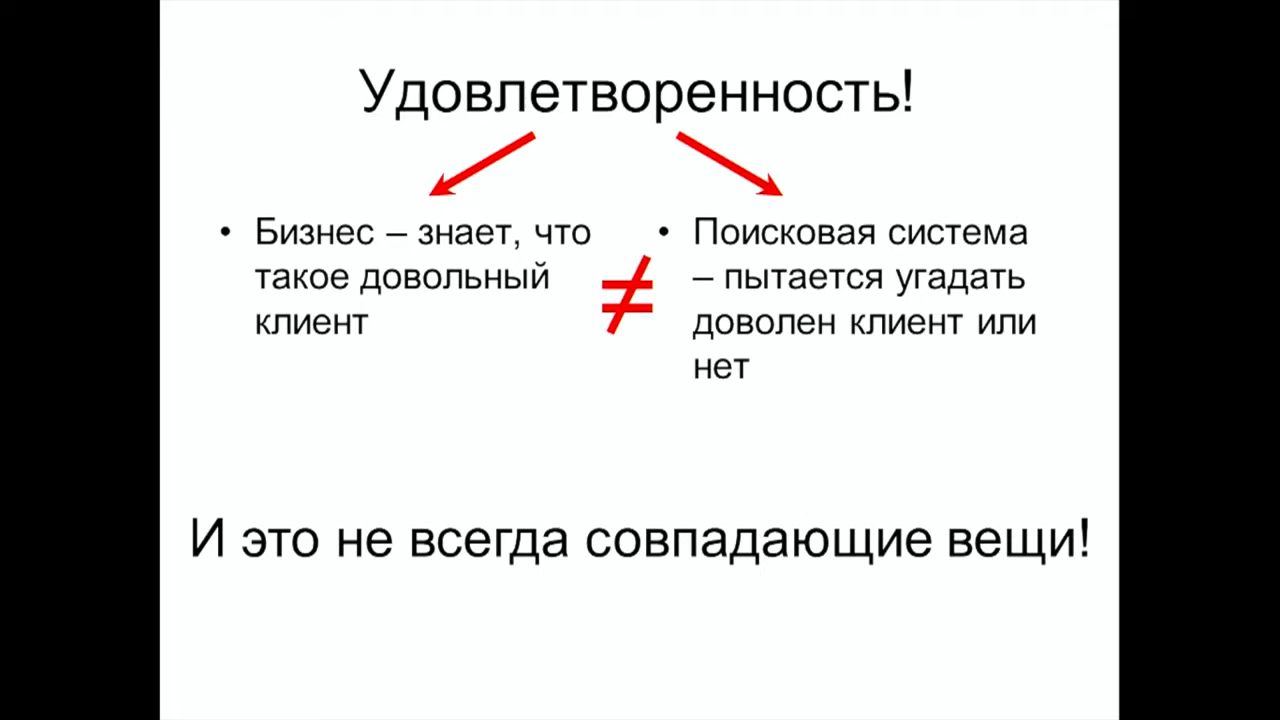 Удовлетворенность!
• Бизнес – знает, что
такое довольный
клиент
≠
• Поисковая система
– пытается угадать
доволен клиент или
нет
И это не всегда совпадающие вещи!